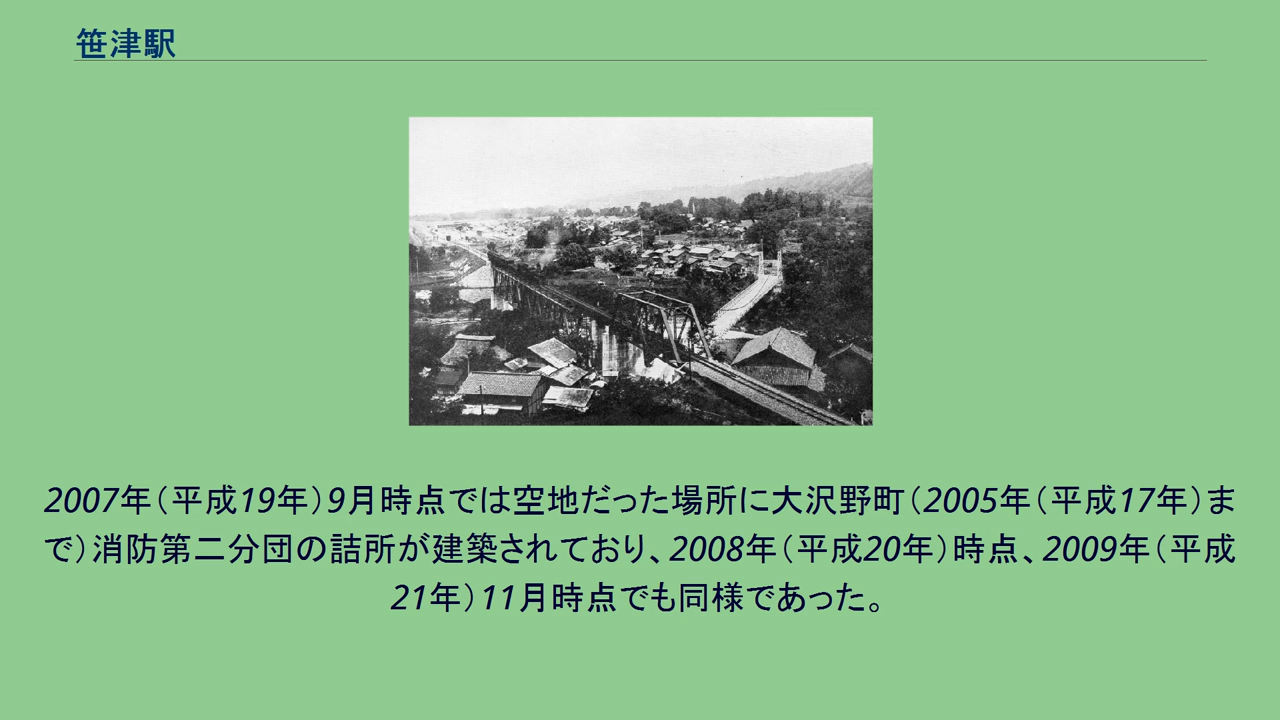 笹津駅
2007年（平成19年）9月時点では空地だった場所に大沢野町（2005年（平成17年）ま
で）消防第二分団の詰所が建築されており、2008年（平成20年）時点、2009年（平成
21年）11月時点でも同様であった。